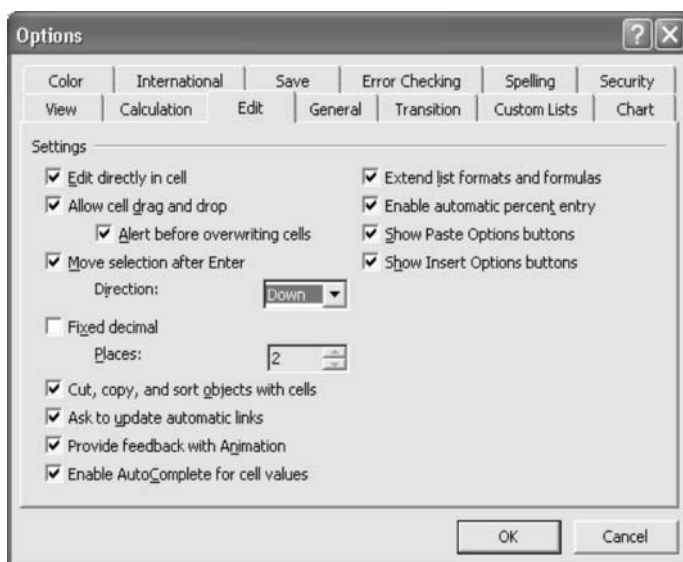 Options
Color International Save Error Checking Spelling Security
View Calculation Edit General Transition Custom Lists Chart
Settings
Edit directly in cell
Allow cell drag and drop
Alert before overwriting cells
Move selection after Enter
Direction: Down
Fixed decimal
Places: 2
Cut, copy, and sort objects with cells
Ask to update automatic links
Provide feedback with Animation
Enable AutoComplete for cell values
Extend list formats and formulas
Enable automatic percent entry
Show Paste Options buttons
Show Insert Options buttons
OK Cancel